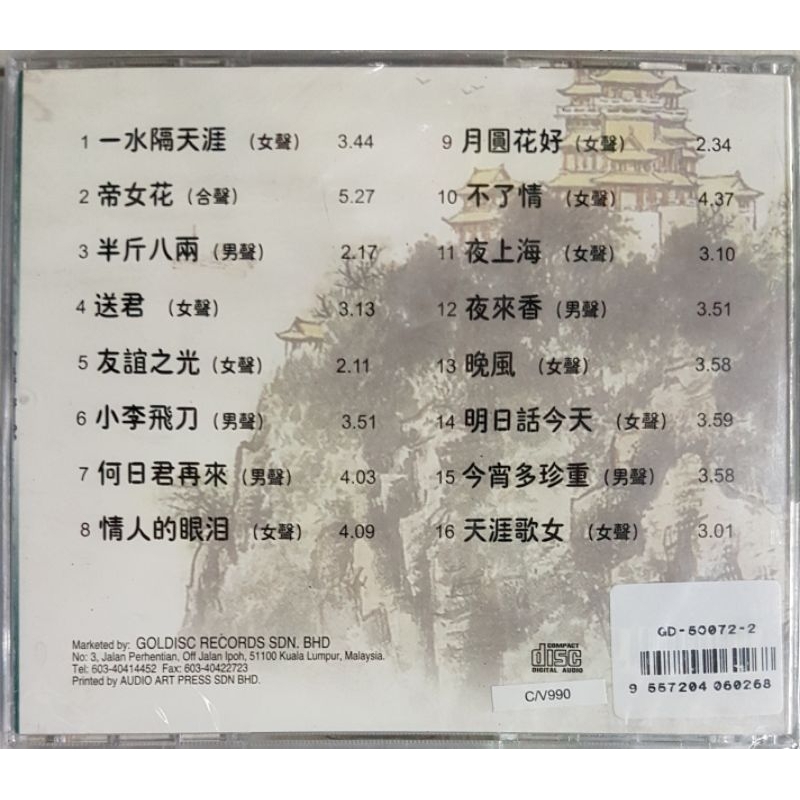 1 一水隔天涯 (女聲) 3.44
2 帝女花 (合聲) 5.27
3 半斤八兩 (男聲) 2.17
4 送君 (女聲) 3.13
5 友誼之光 (女聲) 2.11
6 小李飛刀 (男聲) 3.51
7 何日君再來 (男聲) 4.03
8 情人的眼泪 (女聲) 4.09
9 月圓花好 (女聲) 2.34
10 不了情 (女聲) 4.37
11 夜上海 (女聲) 3.10
12 夜來香 (男聲) 3.51
13 晚風 (女聲) 3.58
14 明日話今天 (女聲) 3.59
15 今宵多珍重 (男聲) 3.58
16 天涯歌女 (女聲) 3.01
Marketed by: GOLDISC RECORDS SDN. BHD
No: 3, Jalan Perhentian, Off Jalan Ipoh, 51100 Kuala Lumpur, Malaysia.
Tel: 603-40414452 Fax: 603-40422723
Printed by AUDIO ART PRESS SDN BHD.
COMPACT
disc
DIGITAL AUDIO
C/V990
GD-50072-2
9 557204 060268